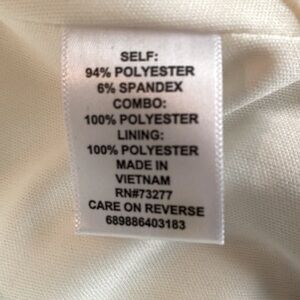 SELF:
94% POLYESTER
6% SPANDEX
COMBO:
100% POLYESTER
LINING:
100% POLYESTER
MADE IN
VIETNAM
RN#73277
CARE ON REVERSE
689886403183